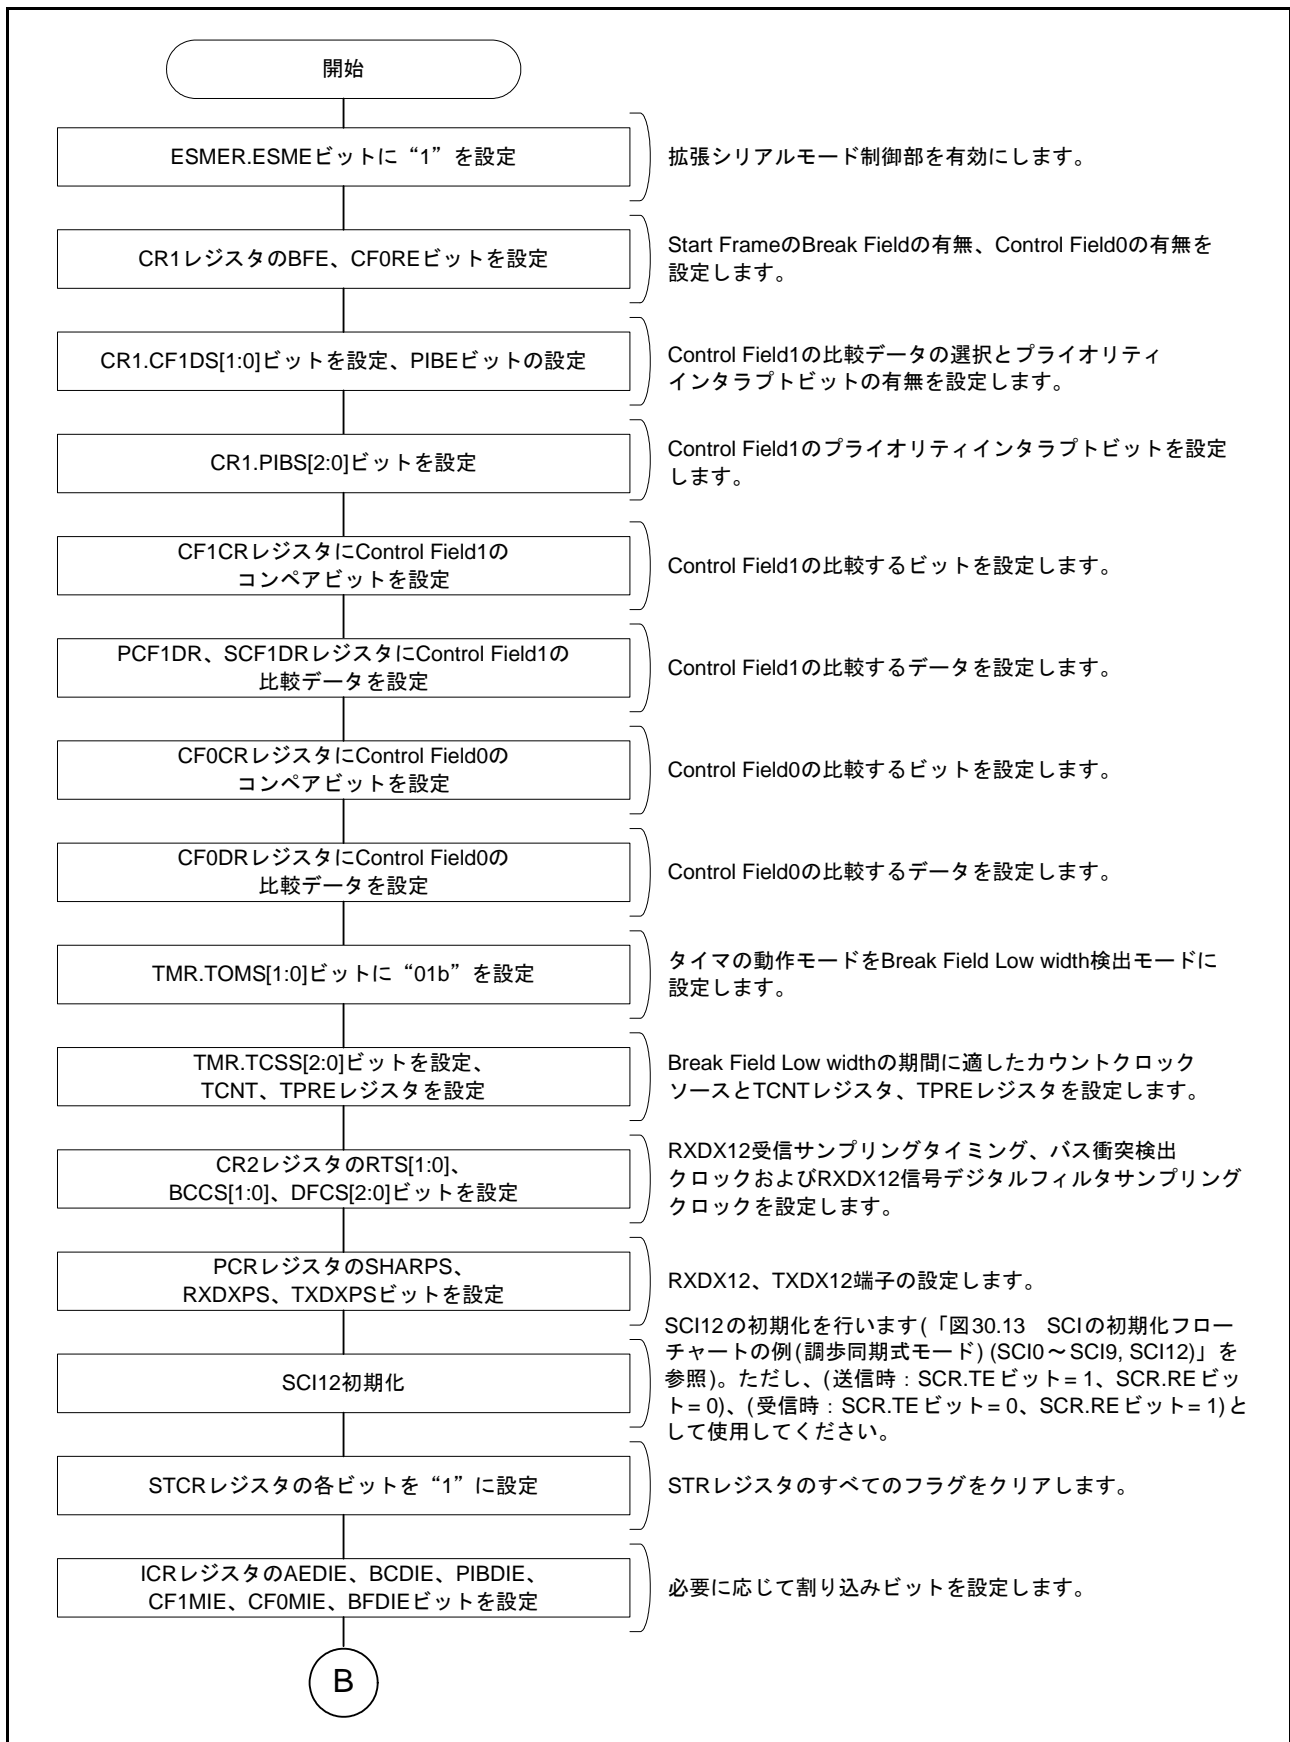 開始
ESMER.ESMEビットに“1”を設定
拡張シリアルモード制御部を有効にします。
CR1レジスタのBFE、CF0REビットを設定
Start FrameのBreak Fieldの有無、Control Field0の有無を
設定します。
CR1.CF1DS[1:0]ビットを設定、PIBEビットの設定
Control Field1の比較データの選択とプライオリティ
インタラプトビットの有無を設定します。
CR1.PIBS[2:0]ビットを設定
Control Field1のプライオリティインタラプトビットを設定
します。
CF1CRレジスタにControl Field1の
コンペアビットを設定
Control Field1の比較するビットを設定します。
PCF1DR、SCF1DRレジスタにControl Field1の
比較データを設定
Control Field1の比較するデータを設定します。
CF0CRレジスタにControl Field0の
コンペアビットを設定
Control Field0の比較するビットを設定します。
CF0DRレジスタにControl Field0の
比較データを設定
Control Field0の比較するデータを設定します。
TMR.TOMS[1:0]ビットに“01b”を設定
タイマの動作モードをBreak Field Low width検出モードに
設定します。
TMR.TCSS[2:0]ビットを設定、
TCNT、TPREレジスタを設定
Break Field Low widthの期間に適したカウントクロック
ソースとTCNTレジスタ、TPREレジスタを設定します。
CR2レジスタのRTS[1:0]、
BCCS[1:0]、DFCS[2:0]ビットを設定
RXDX12受信サンプリングタイミング、バス衝突検出
クロックおよびRXDX12信号デジタルフィルタサンプリング
クロックを設定します。
PCRレジスタのSHARPS、
RXDXPS、TXDXPSビットを設定
RXDX12、TXDX12端子の設定します。
SCI12初期化
SCI12の初期化を行います(「図30.13　SCIの初期化フロー
チャートの例(調歩同期式モード) (SCI0～SCI9, SCI12)」を
参照)。ただし、(送信時：SCR.TEビット= 1、SCR.REビッ
ト= 0)、(受信時：SCR.TEビット= 0、SCR.REビット= 1)と
して使用してください。
STCRレジスタの各ビットを“1”に設定
STRレジスタのすべてのフラグをクリアします。
ICRレジスタのAEDIE、BCDIE、PIBDIE、
CF1MIE、CF0MIE、BFDIEビットを設定
必要に応じて割り込みビットを設定します。
B